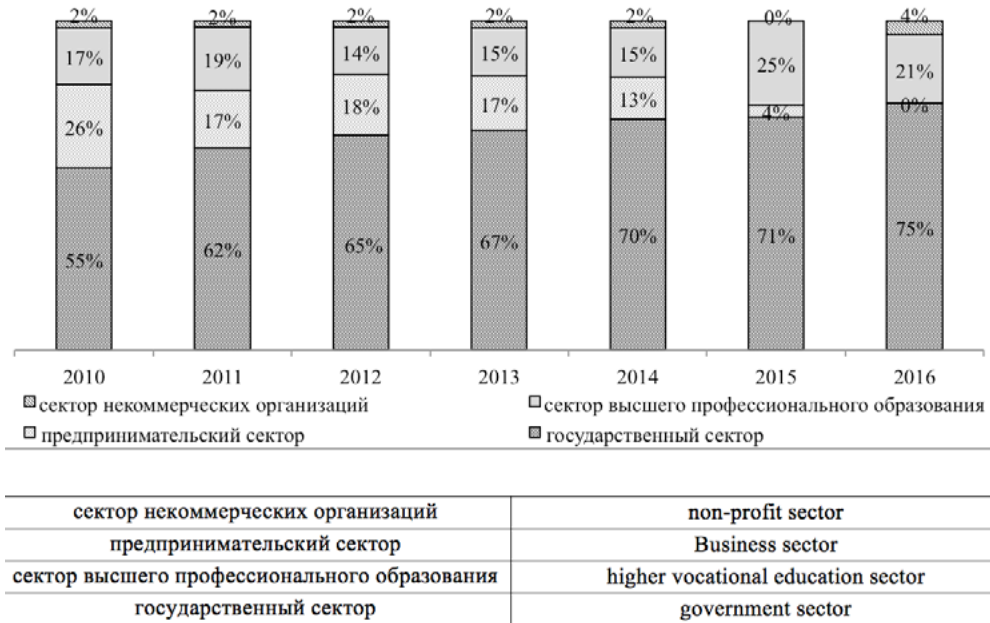 2% 2% 2% 2% 2% 0% 4%
17% 19% 14% 15% 15% 25% 21%
26% 17% 18% 17% 13% 4% 0%
55% 62% 65% 67% 70% 71% 75%
2010 2011 2012 2013 2014 2015 2016
сектор некоммерческих организаций сектор высшего профессионального образования
предпринимательский сектор государственный сектор
сектор некоммерческих организаций non-profit sector
предпринимательский сектор Business sector
сектор высшего профессионального образования higher vocational education sector
государственный сектор government sector